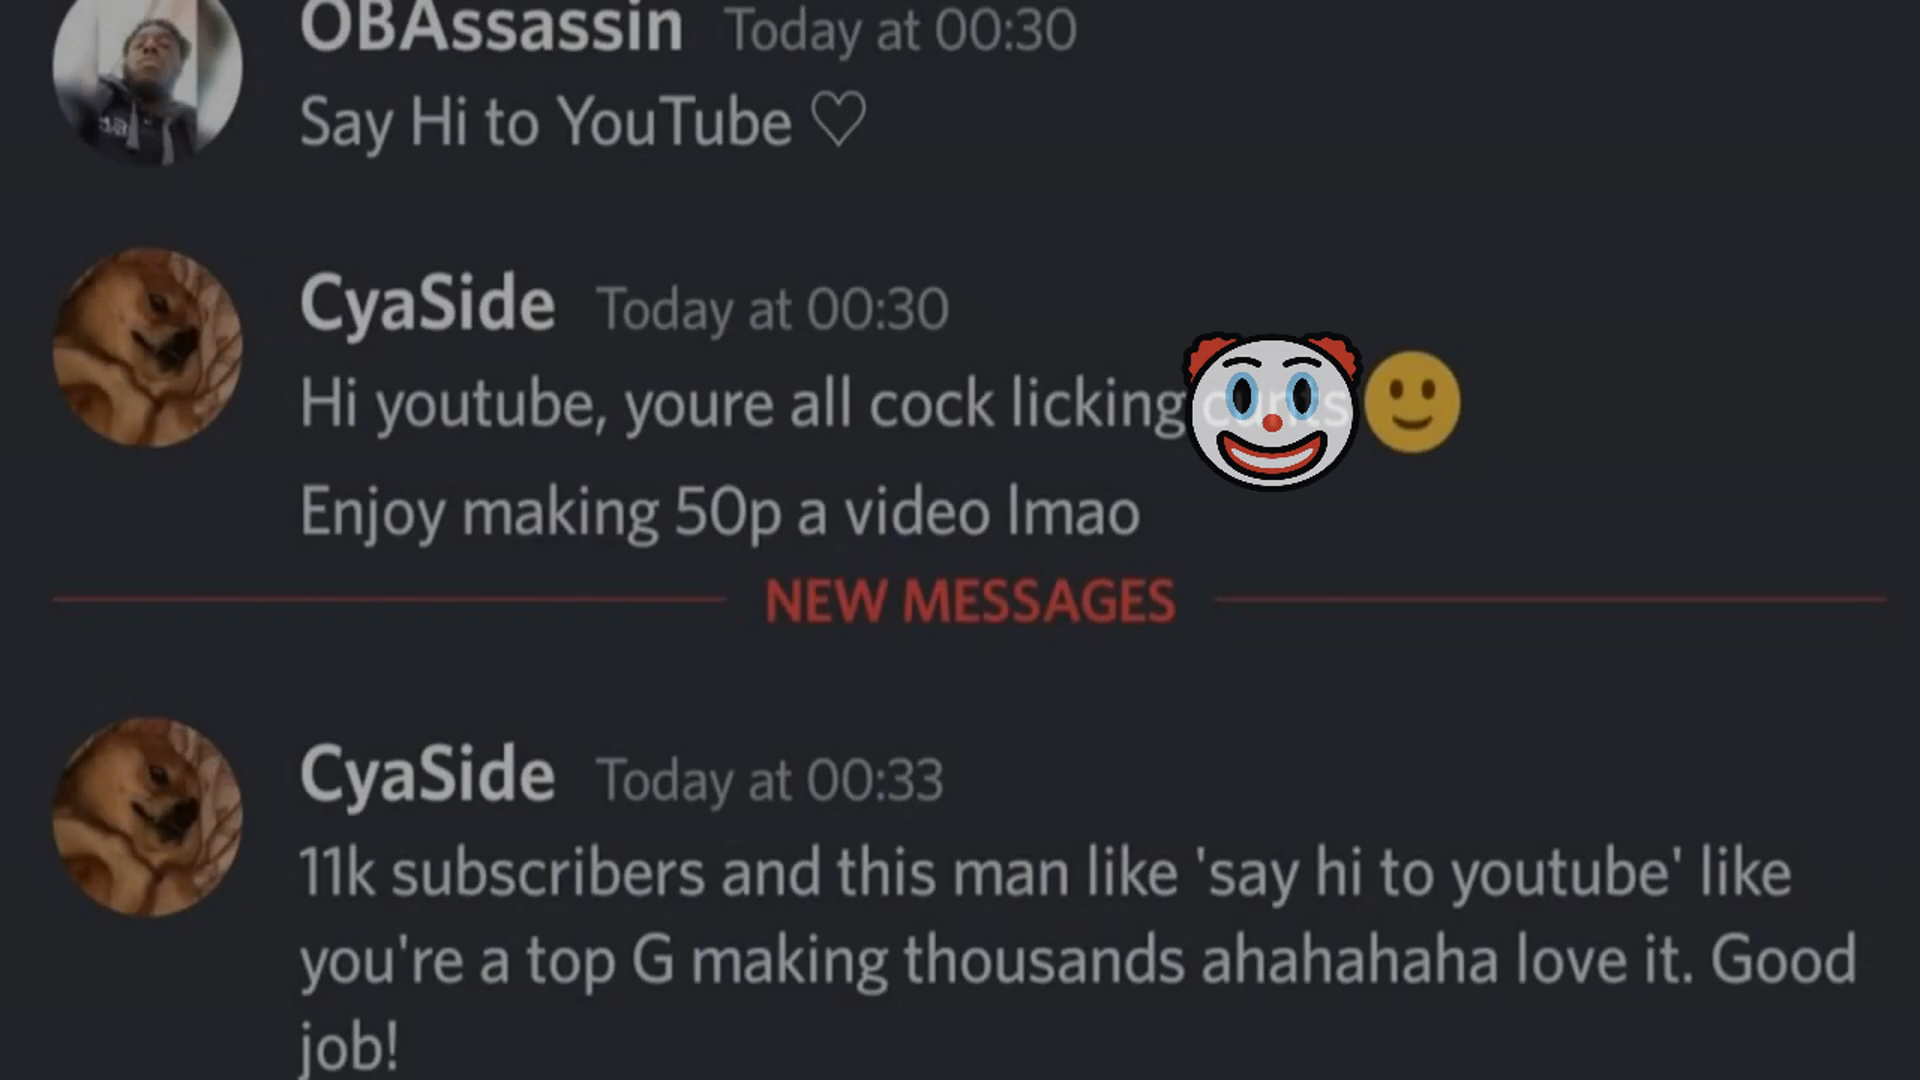 OBAssassin Today at 00:30
Say Hi to YouTube ♡
CyaSide Today at 00:30
Hi youtube, youre all cock licking cunts 🙂
Enjoy making 50p a video lmao
NEW MESSAGES
CyaSide Today at 00:33
11k subscribers and this man like 'say hi to youtube' like
you're a top G making thousands ahahahaha love it. Good
job!